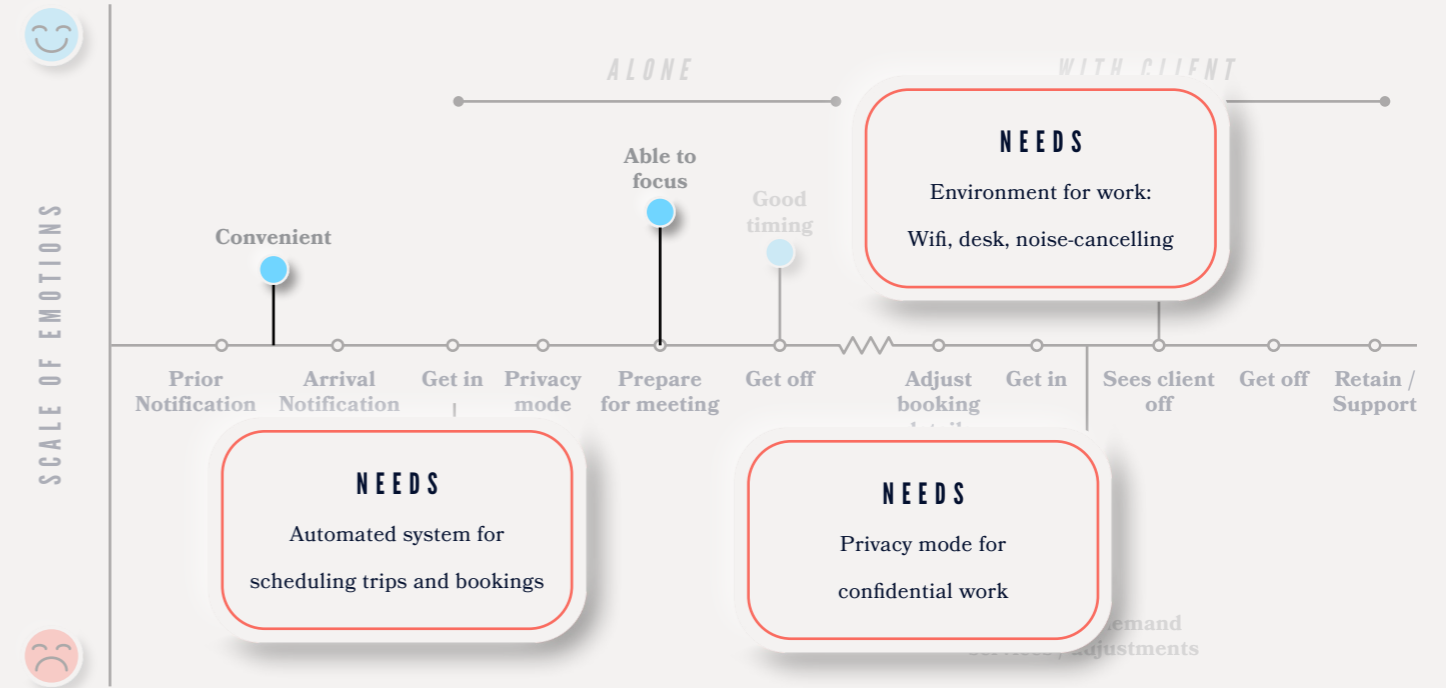 SCALE OF EMOTIONS
ALONE
WITH CLIENT
Able to
focus
Good
timing
Convenient
NEEDS
Environment for work:
Wifi, desk, noise-cancelling
Prior
Notification
Arrival
Notification
Get in
Privacy
mode
Prepare
for meeting
Get off
Adjust
booking
Get in
Sees client
off
Get off
Retain /
Support
NEEDS
Automated system for
scheduling trips and bookings
NEEDS
Privacy mode for
confidential work